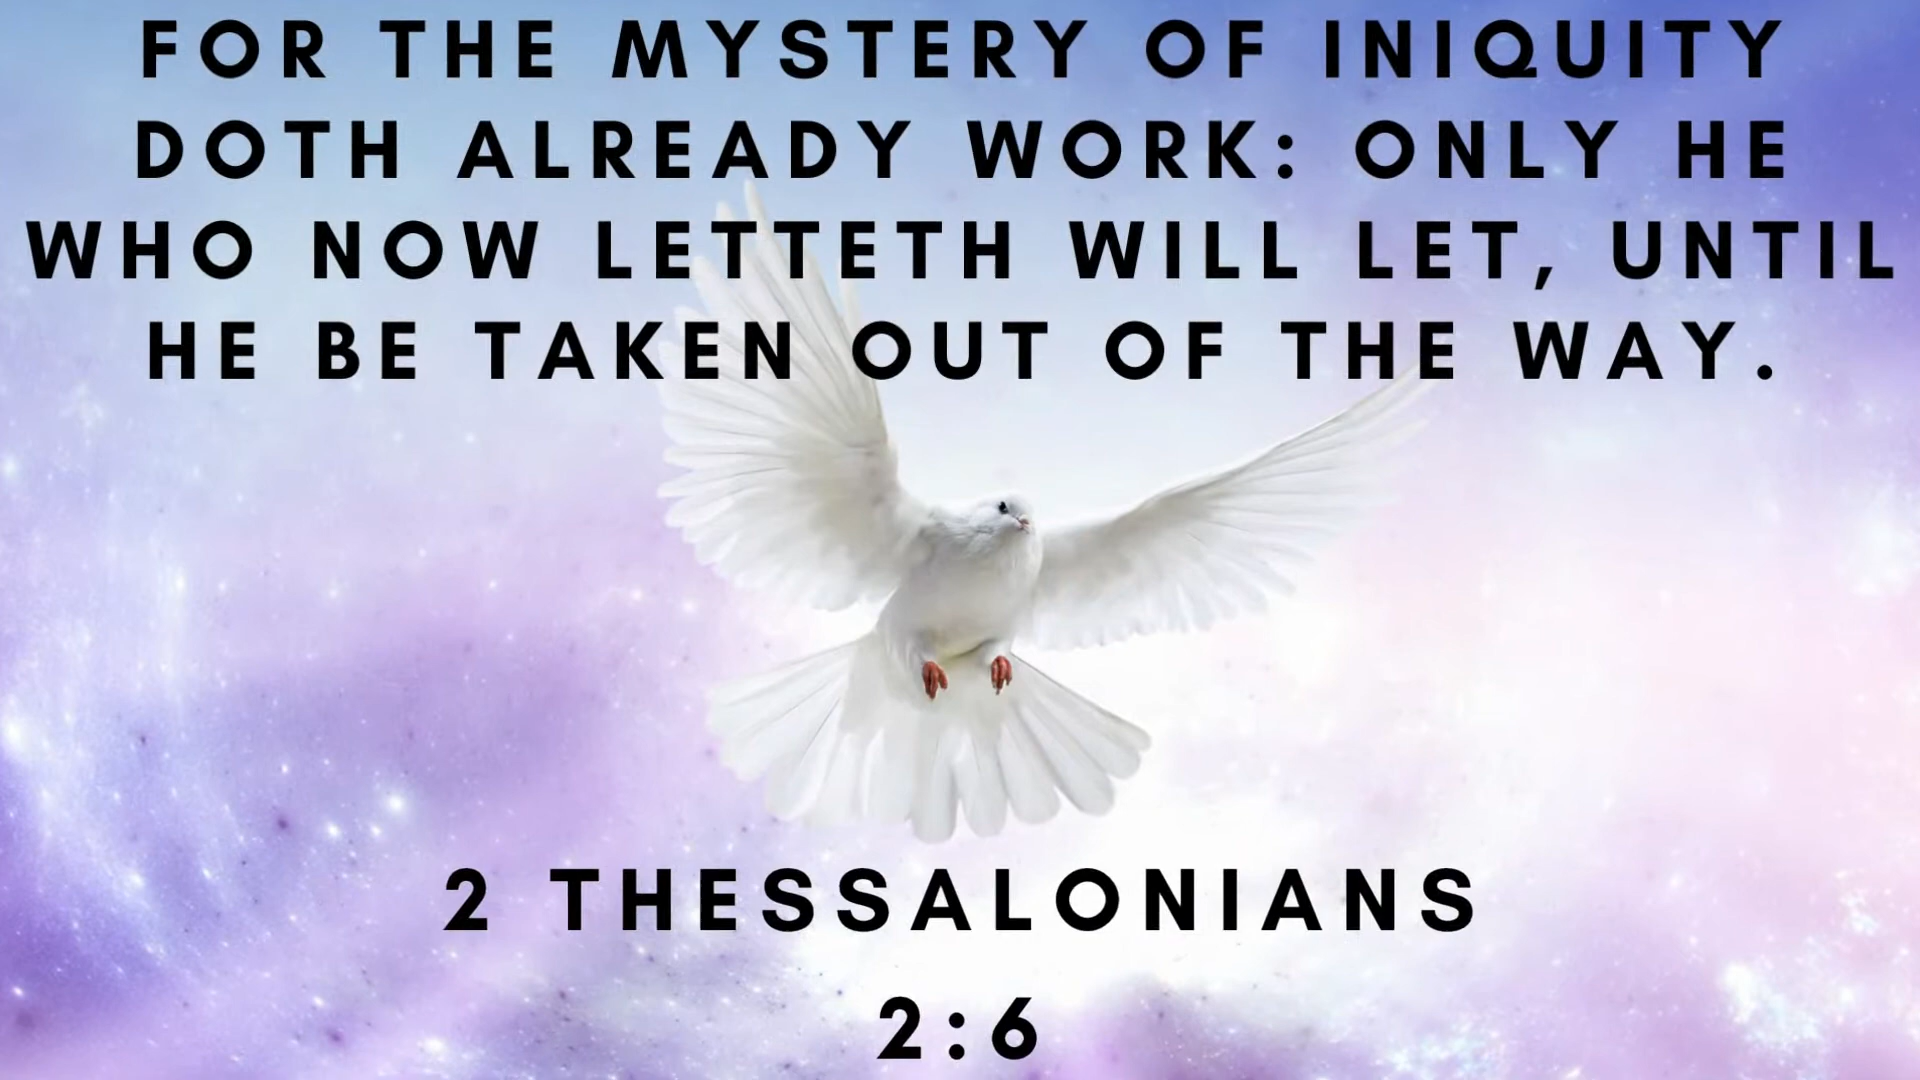 FOR THE MYSTERY OF INIQUITY
DOTH ALREADY WORK: ONLY HE
WHO NOW LETTETH WILL LET, UNTIL
HE BE TAKEN OUT OF THE WAY.
2 THESSALONIANS
2:6